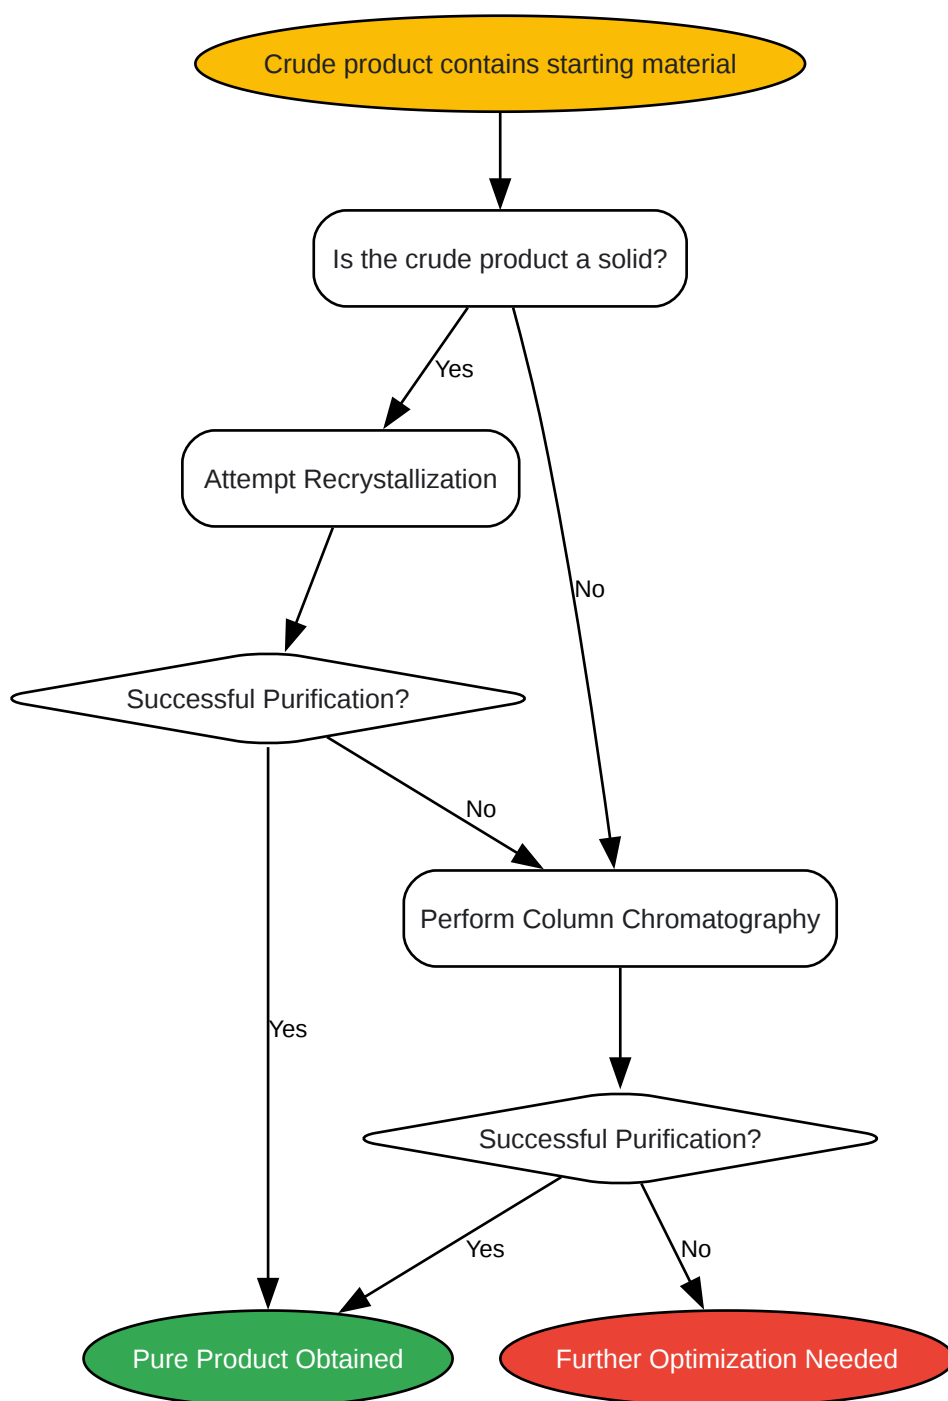 Crude product contains starting material
Is the crude product a solid?
Yes
Attempt Recrystallization
No
Successful Purification?
No
Perform Column Chromatography
Yes
Successful Purification?
Yes
No
Pure Product Obtained
Further Optimization Needed